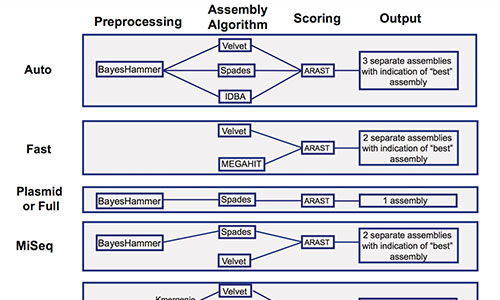 Preprocessing
Assembly
Algorithm
Scoring
Output
Auto
BayesHammer
Velvet
Spades
IDBA
ARAST
3 separate assemblies
with indication of "best"
assembly
Fast
Velvet
MEGAHIT
ARAST
2 separate assemblies
with indication of "best"
assembly
Plasmid
or Full
BayesHammer
Spades
ARAST
1 assembly
MiSeq
BayesHammer
Spades
Velvet
ARAST
2 separate assemblies
with indication of "best"
assembly
Kmergenie
Velvet